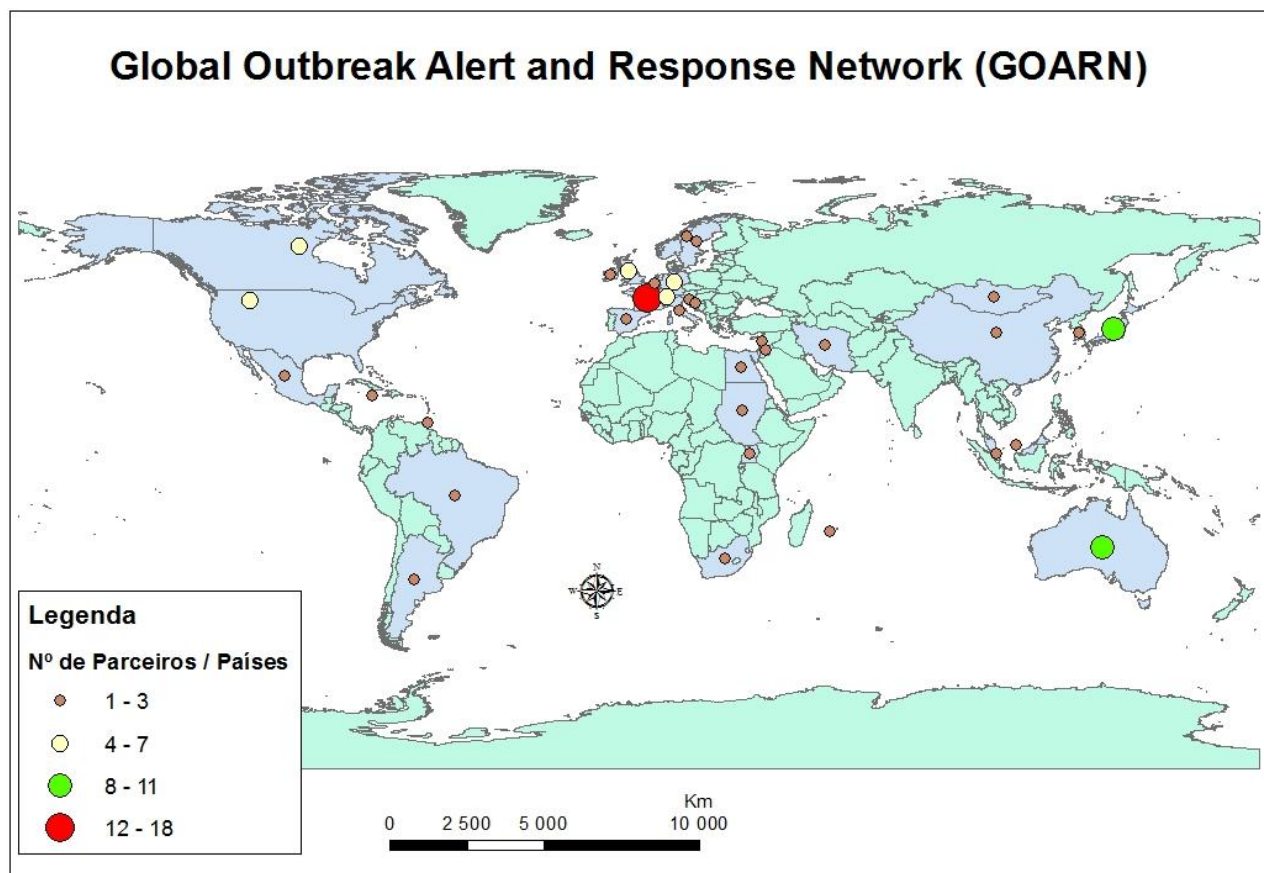 Global Outbreak Alert and Response Network (GOARN)
N
W E
S
Legenda
Nº de Parceiros / Países
1 - 3
4 - 7
8 - 11
12 - 18
Km
0 2 500 5 000 10 000